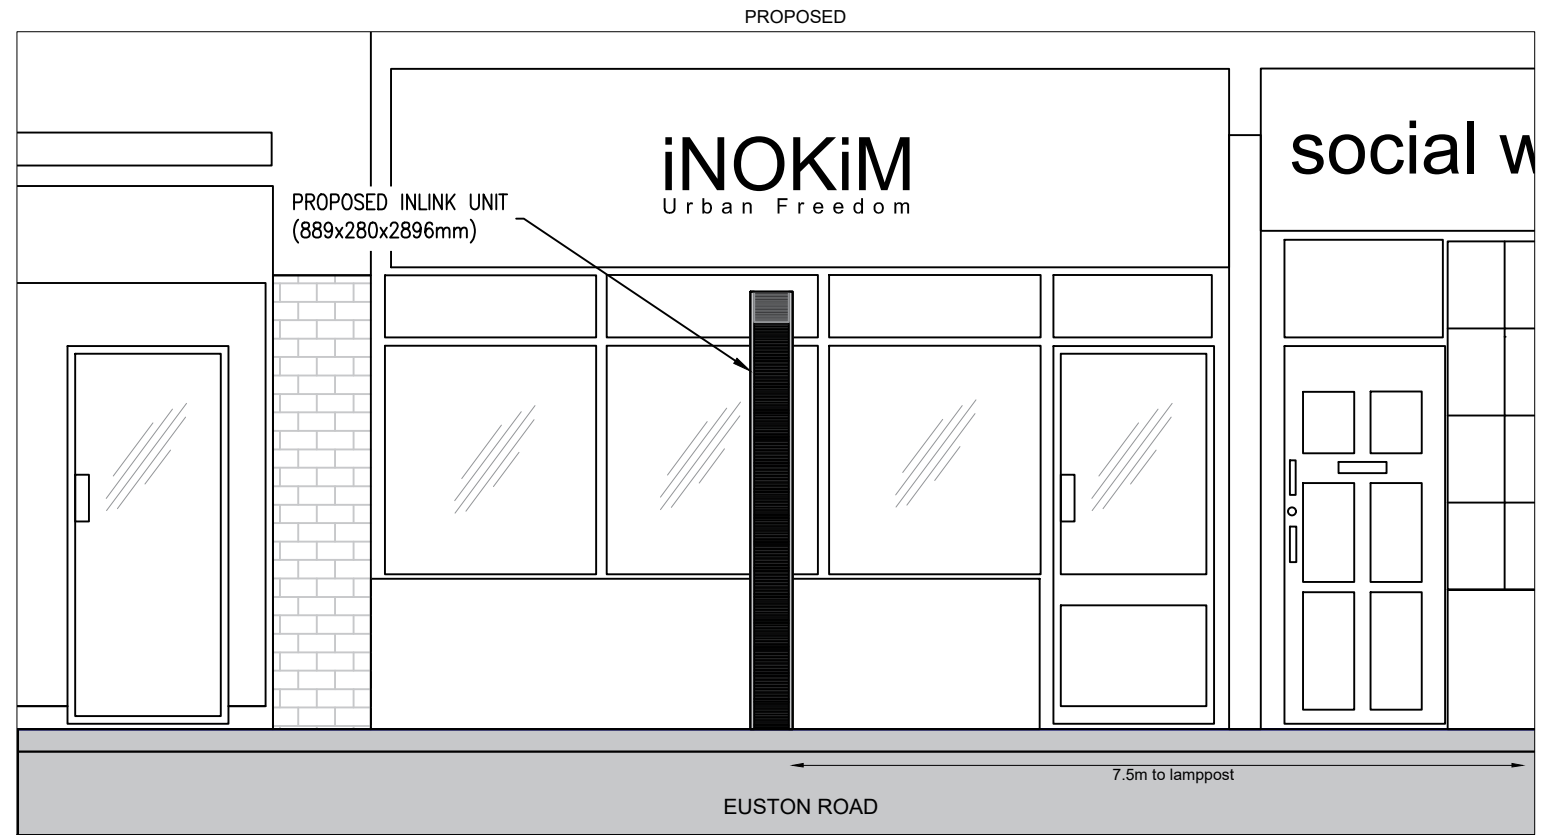 PROPOSED
iNOKiM
Urban Freedom
social w
PROPOSED INLINK UNIT
(889x280x2896mm)
7.5m to lamppost
EUSTON ROAD